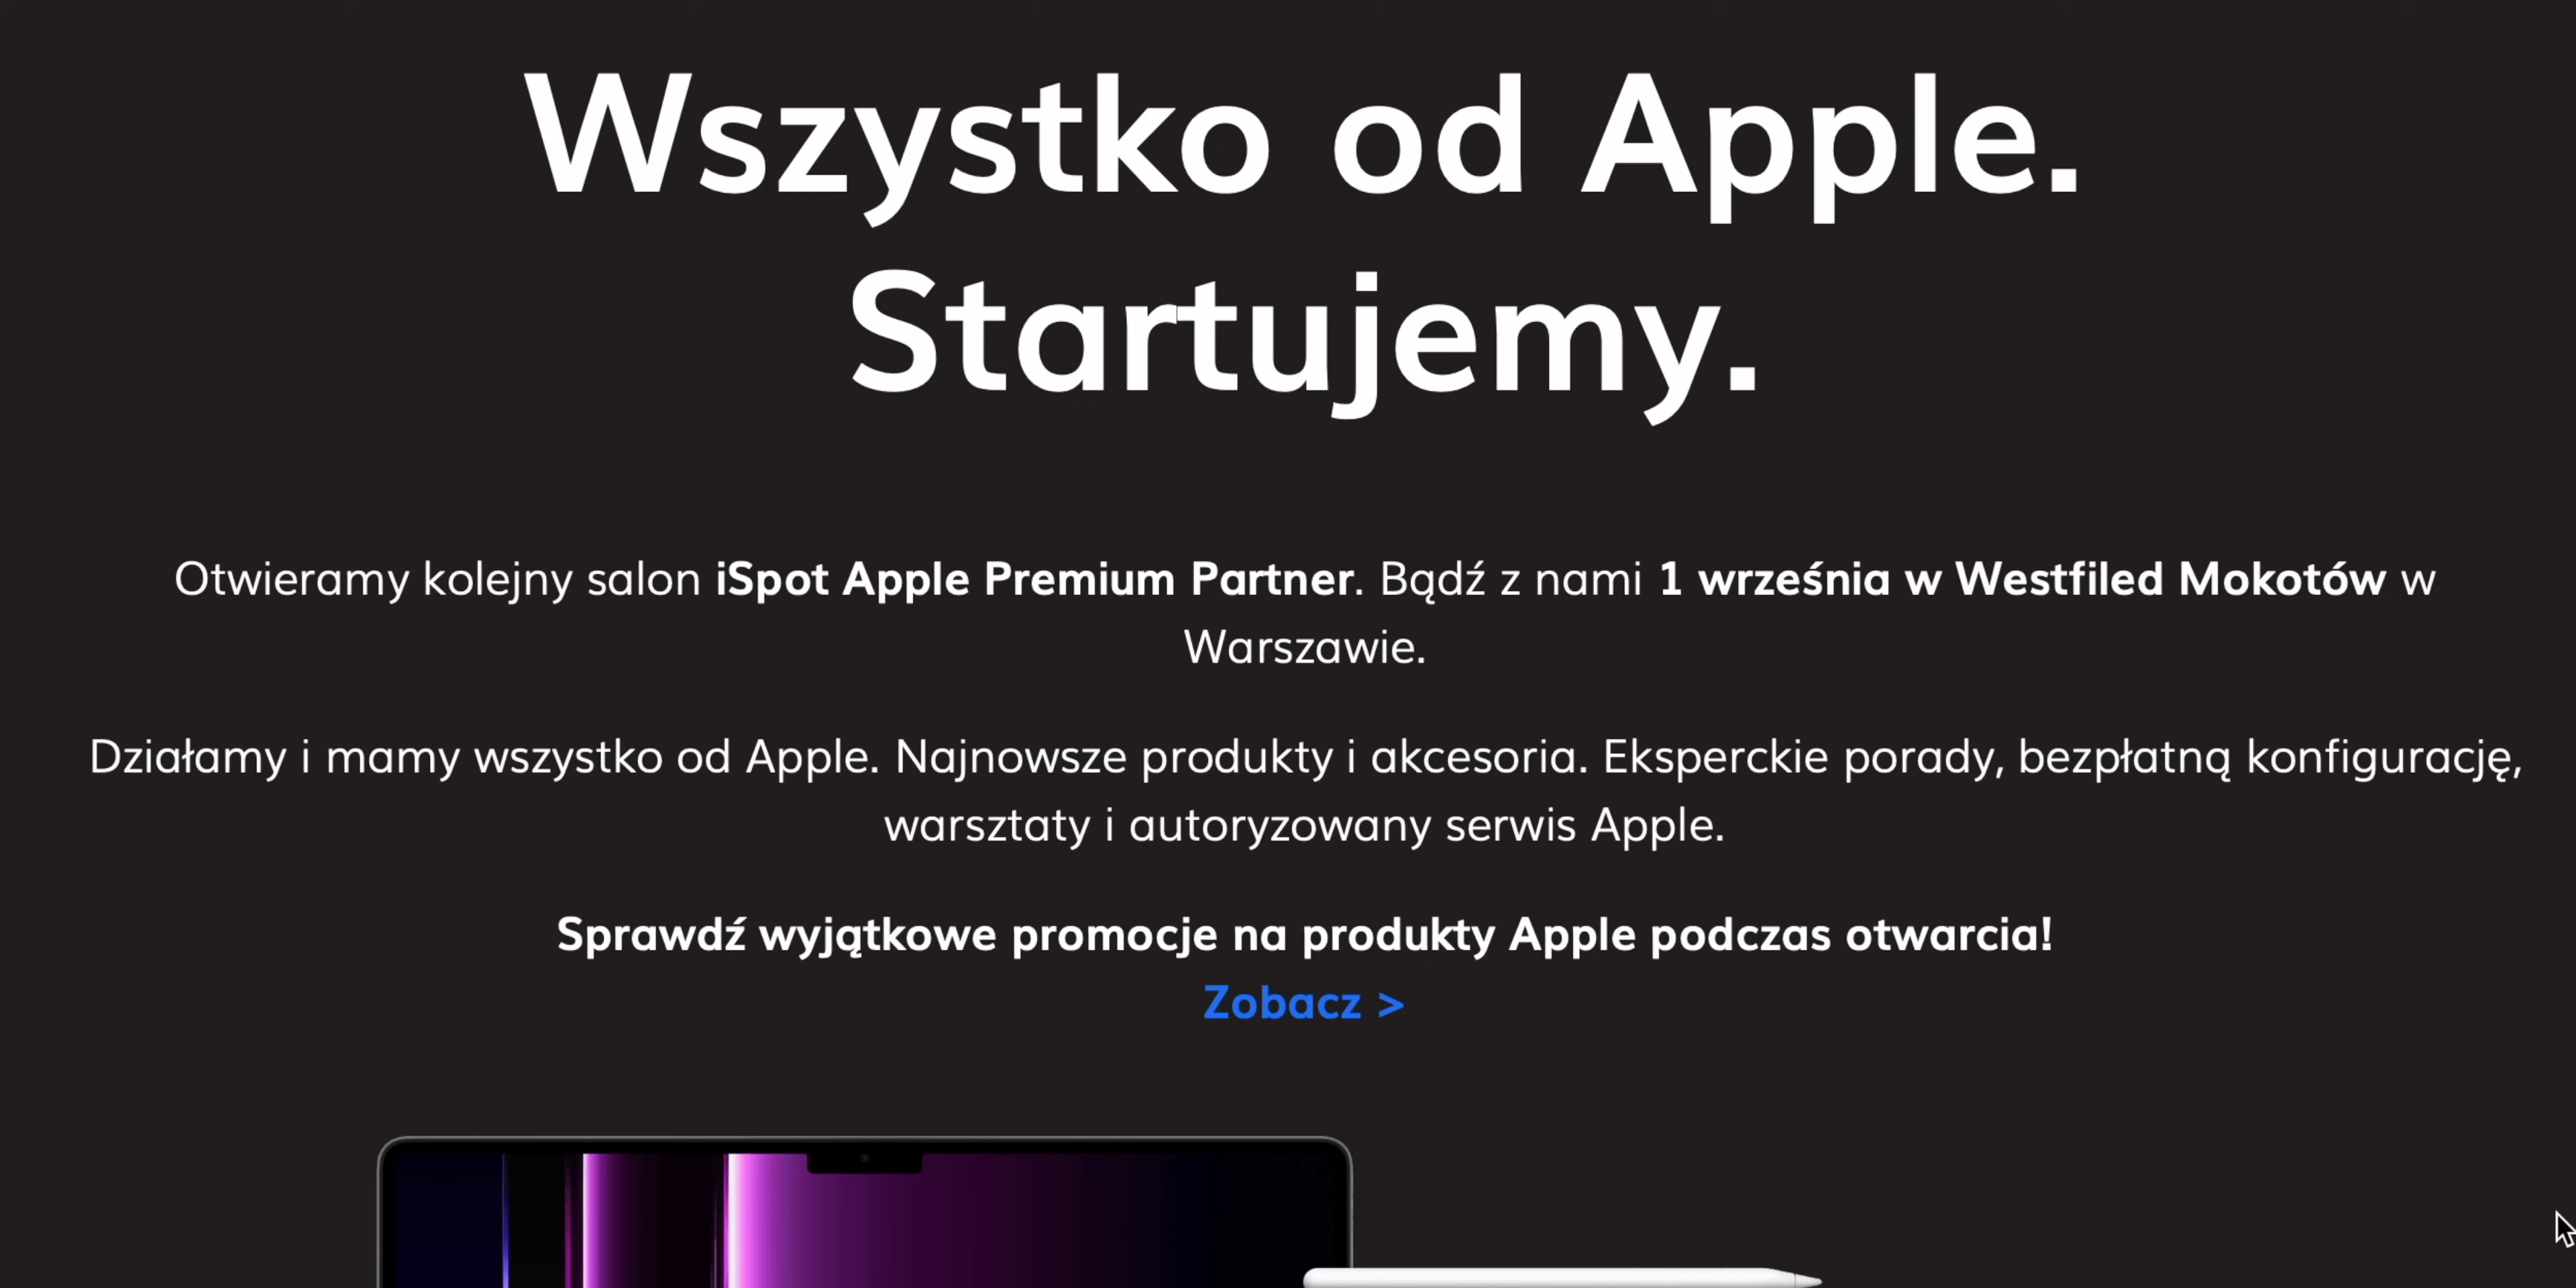 Wszystko od Apple.
Startujemy.
Otwieramy kolejny salon iSpot Apple Premium Partner. Bądź z nami 1 września w Westfiled Mokotów w
Warszawie.
Działamy i mamy wszystko od Apple. Najnowsze produkty i akcesoria. Eksperckie porady, bezpłatną konfigurację,
warsztaty i autoryzowany serwis Apple.
Sprawdź wyjątkowe promocje na produkty Apple podczas otwarcia!
Zobacz >